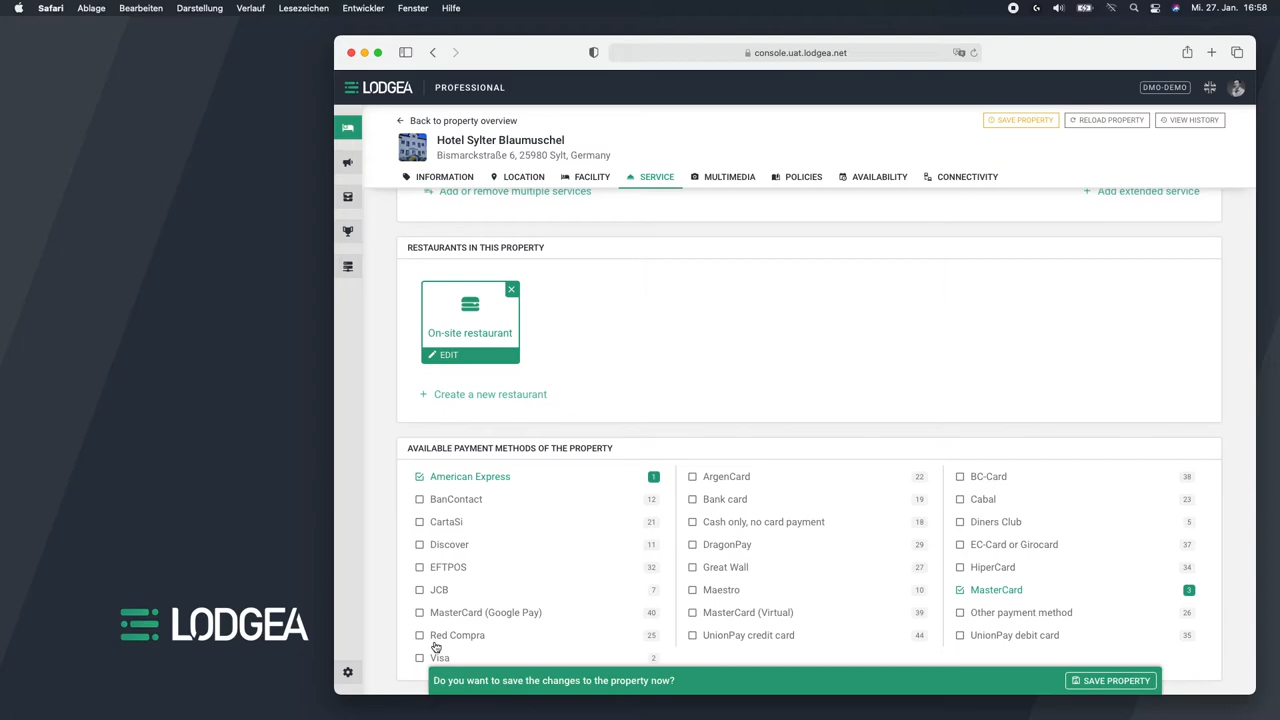 Safari Ablage Bearbeiten Darstellung Verlauf Lesezeichen Entwickler Fenster Hilfe Mi. 27. Jan. 16:58
console.uat.lodgea.net
LODGEA PROFESSIONAL DMO-DEMO
Back to property overview SAVE PROPERTY RELOAD PROPERTY VIEW HISTORY
Hotel Sylter Blaumuschel
Bismarckstraße 6, 25980 Sylt, Germany
INFORMATION LOCATION FACILITY SERVICE MULTIMEDIA POLICIES AVAILABILITY CONNECTIVITY
Add or remove multiple services + Add extended service
RESTAURANTS IN THIS PROPERTY
On-site restaurant
EDIT
+ Create a new restaurant
AVAILABLE PAYMENT METHODS OF THE PROPERTY
American Express 1 ArgenCard 22 BC-Card 38
BanContact 12 Bank card 19 Cabal 23
CartaSi 21 Cash only, no card payment 18 Diners Club 5
Discover 11 DragonPay 29 EC-Card or Girocard 37
EFTPOS 32 Great Wall 27 HiperCard 34
JCB 7 Maestro 10 MasterCard 3
MasterCard (Google Pay) 40 MasterCard (Virtual) 39 Other payment method 26
Red Compra 25 UnionPay credit card 44 UnionPay debit card 35
Visa 2
Do you want to save the changes to the property now? SAVE PROPERTY
LODGEA